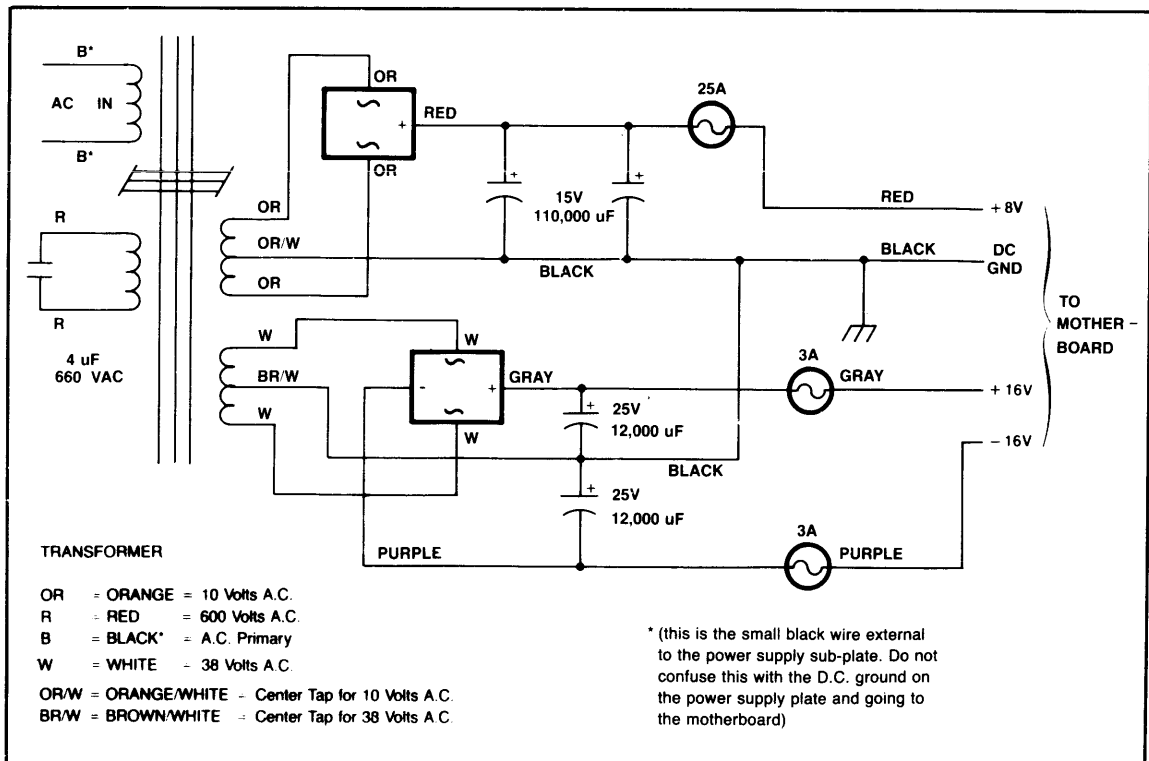 B*
AC IN
B*
R
R
4 uF
660 VAC
OR
OR/W
OR
OR
+
OR
RED
+
15V
110,000 uF
+
25A
RED
+ 8V
BLACK
BLACK
DC
GND
TO
MOTHER -
BOARD
W
BR/W
W
W
-
+
W
GRAY
+
25V
12,000 uF
3A
GRAY
+ 16V
BLACK
+
25V
12,000 uF
- 16V
PURPLE
3A
PURPLE
TRANSFORMER
OR = ORANGE = 10 Volts A.C.
R = RED = 600 Volts A.C.
B = BLACK* = A.C. Primary
W = WHITE = 38 Volts A.C.
OR/W = ORANGE/WHITE = Center Tap for 10 Volts A.C.
BR/W = BROWN/WHITE = Center Tap for 38 Volts A.C.
* (this is the small black wire external
to the power supply sub-plate. Do not
confuse this with the D.C. ground on
the power supply plate and going to
the motherboard)